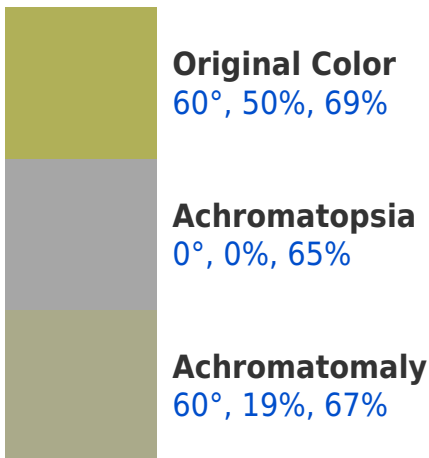 Original Color
60°, 50%, 69%
Achromatopsia
0°, 0%, 65%
Achromatomaly
60°, 19%, 67%